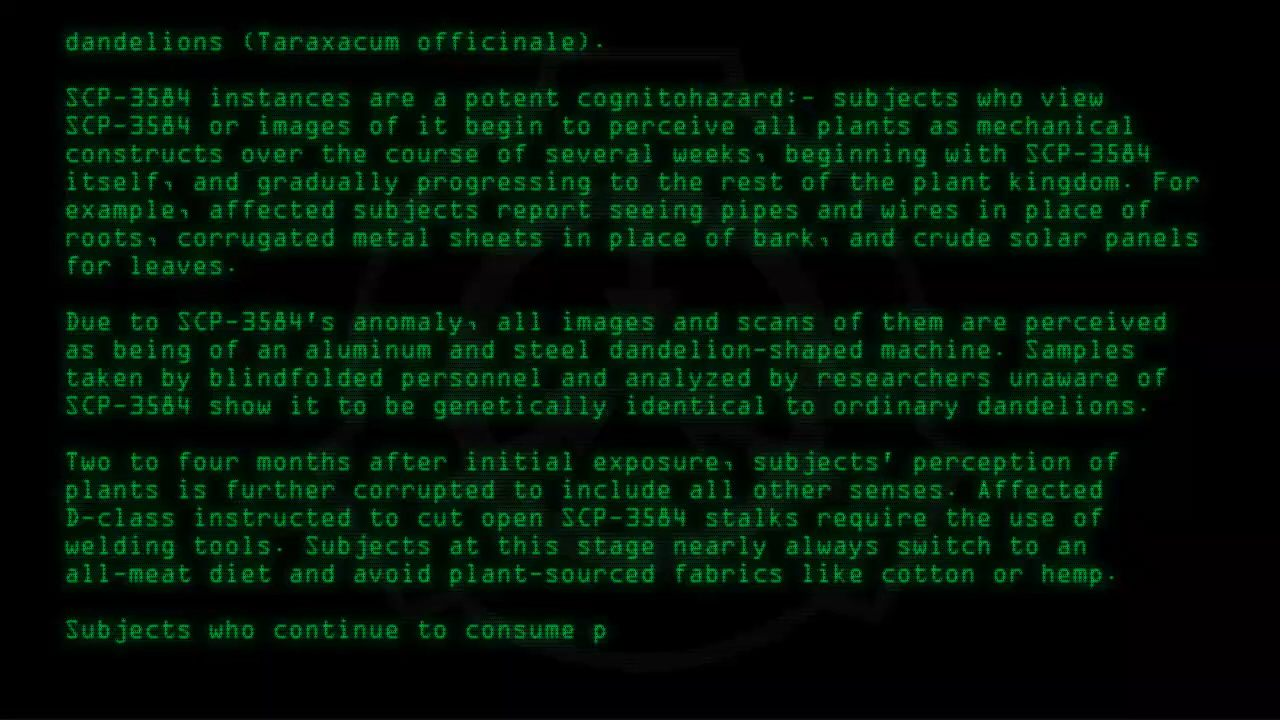 dandelions (Taraxacum officinale).
SCP-3584 instances are a potent cognitohazard:- subjects who view
SCP-3584 or images of it begin to perceive all plants as mechanical
constructs over the course of several weeks, beginning with SCP-3584
itself, and gradually progressing to the rest of the plant kingdom. For
example, affected subjects report seeing pipes and wires in place of
roots, corrugated metal sheets in place of bark, and crude solar panels
for leaves.
Due to SCP-3584's anomaly, all images and scans of them are perceived
as being of an aluminum and steel dandelion-shaped machine. Samples
taken by blindfolded personnel and analyzed by researchers unaware of
SCP-3584 show it to be genetically identical to ordinary dandelions.
Two to four months after initial exposure, subjects' perception of
plants is further corrupted to include all other senses. Affected
D-class instructed to cut open SCP-3584 stalks require the use of
welding tools. Subjects at this stage nearly always switch to an
all-meat diet and avoid plant-sourced fabrics like cotton or hemp.
Subjects who continue to consume p